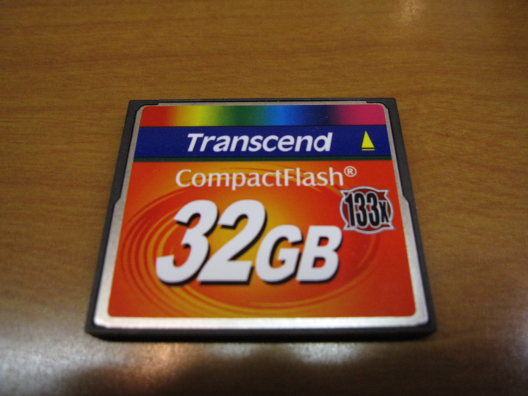 Transcend
CompactFlash®
133x
32GB